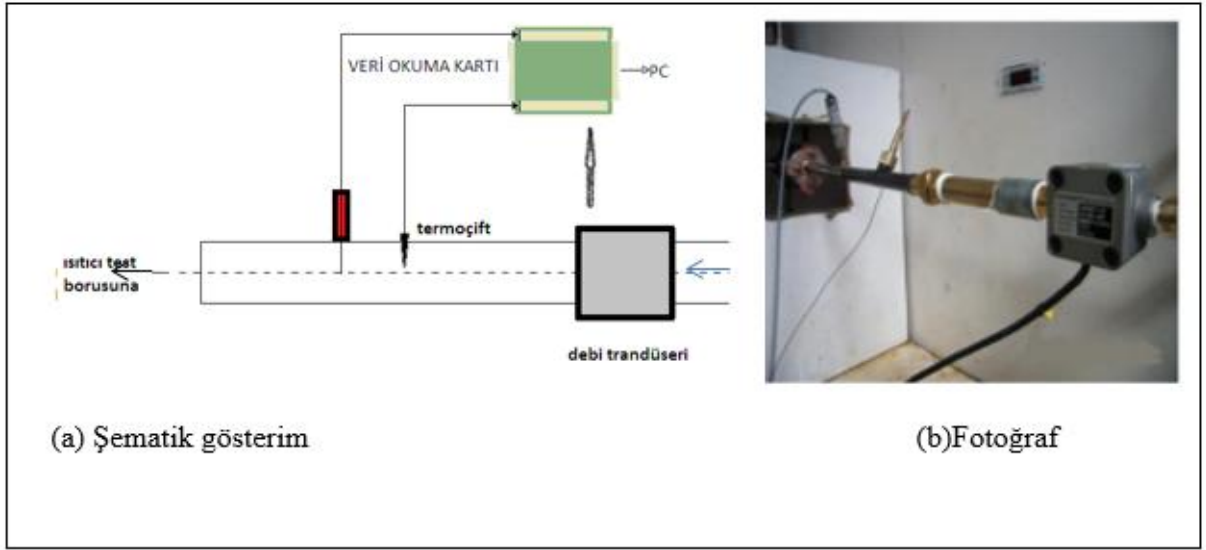 VERİ OKUMA KARTI
PC
termoçift
ısıtıcı test
borusuna
debi trandüseri
(a) Şematik gösterim
(b)Fotoğraf